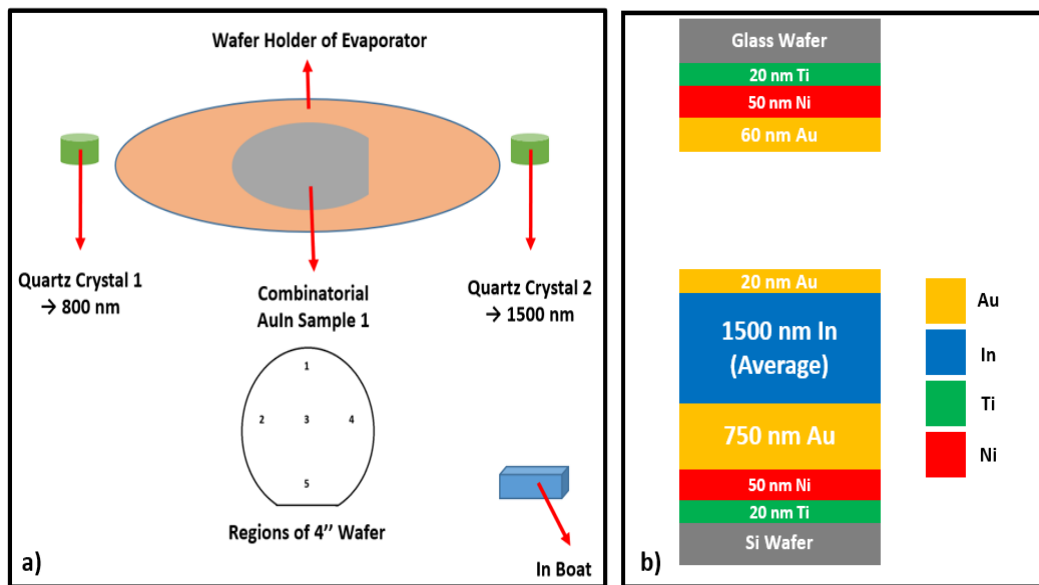 Wafer Holder of Evaporator
Quartz Crystal 1
→ 800 nm
Combinatorial
AuIn Sample 1
Quartz Crystal 2
→ 1500 nm
1
2 3 4
5
Regions of 4’’ Wafer
In Boat
a)
Glass Wafer
20 nm Ti
50 nm Ni
60 nm Au
20 nm Au
1500 nm In
(Average)
750 nm Au
50 nm Ni
20 nm Ti
Si Wafer
Au
In
Ti
Ni
b)